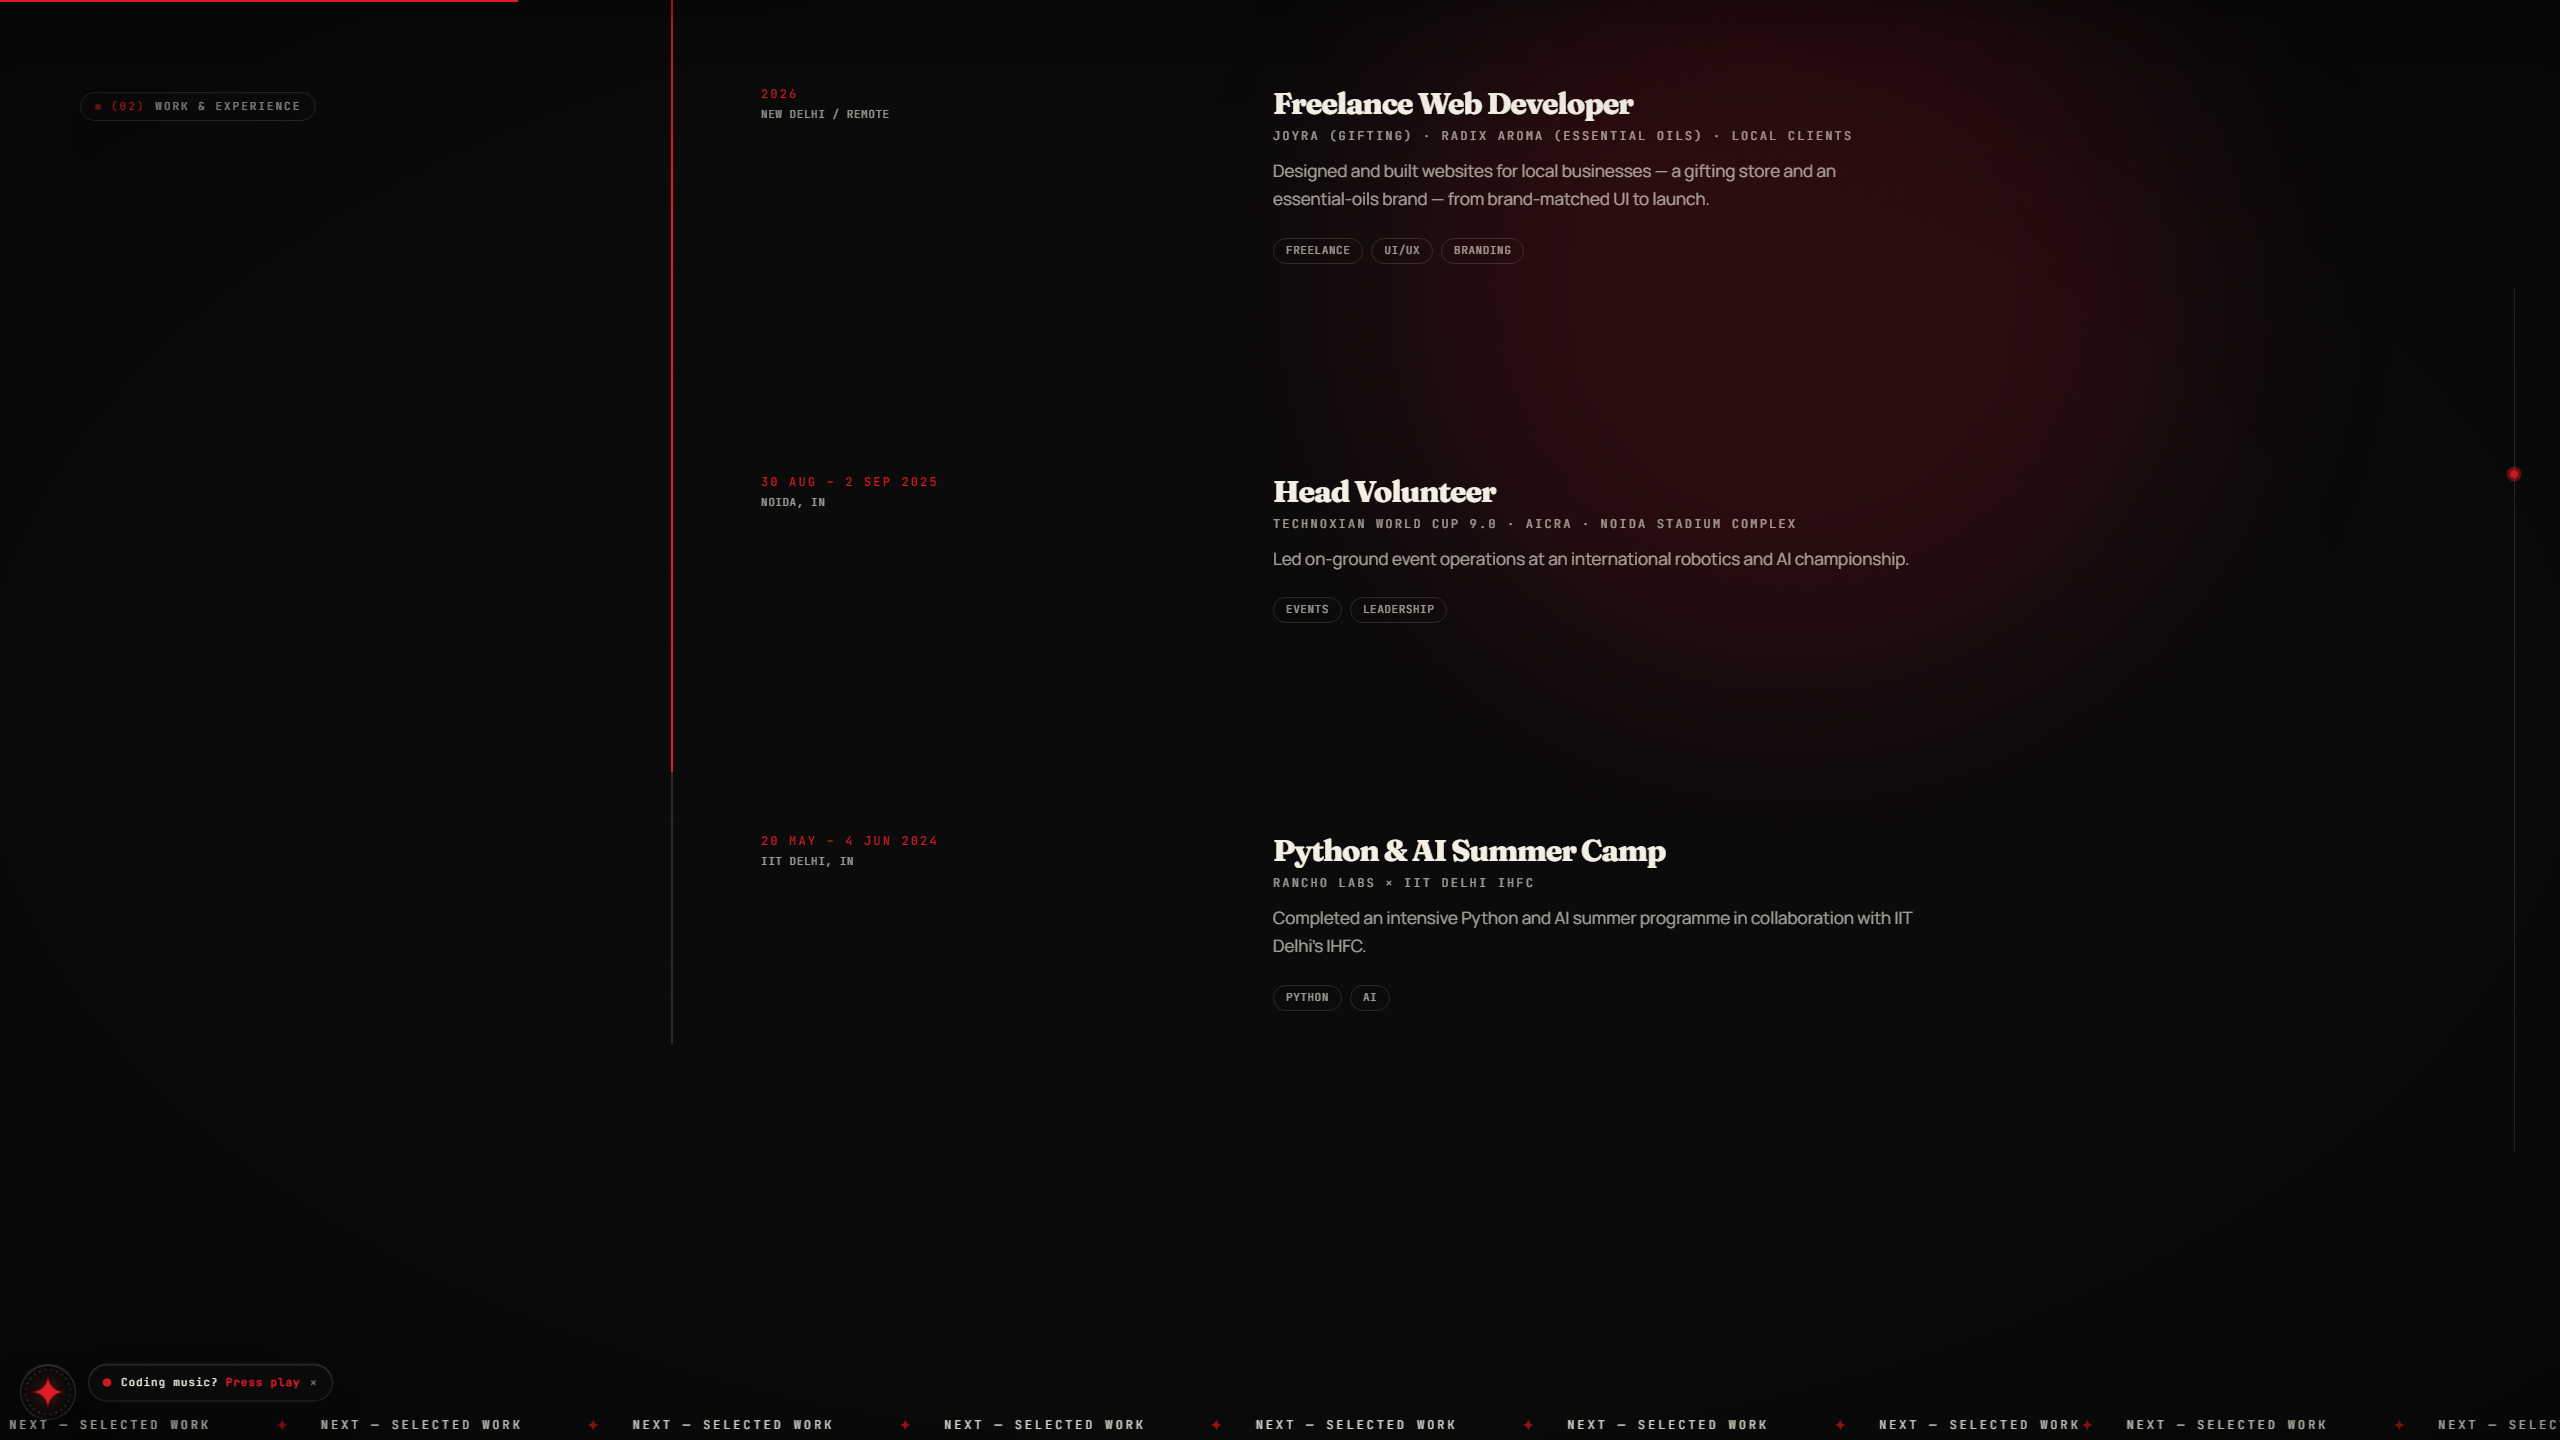 (02) WORK & EXPERIENCE
2026
NEW DELHI / REMOTE
Freelance Web Developer
JOYRA (GIFTING) · RADIX AROMA (ESSENTIAL OILS) · LOCAL CLIENTS
Designed and built websites for local businesses — a gifting store and an
essential-oils brand — from brand-matched UI to launch.
FREELANCE UI/UX BRANDING
30 AUG – 2 SEP 2025
NOIDA, IN
Head Volunteer
TECHNOXIAN WORLD CUP 9.0 · AICRA · NOIDA STADIUM COMPLEX
Led on-ground event operations at an international robotics and AI championship.
EVENTS LEADERSHIP
20 MAY – 4 JUN 2024
IIT DELHI, IN
Python & AI Summer Camp
RANCHO LABS × IIT DELHI IHFC
Completed an intensive Python and AI summer programme in collaboration with IIT
Delhi's IHFC.
PYTHON AI
Coding music? Press play ×
NEXT — SELECTED WORK ✦ NEXT — SELECTED WORK ✦ NEXT — SELECTED WORK ✦ NEXT — SELECTED WORK ✦ NEXT — SELECTED WORK ✦ NEXT — SELECTED WORK ✦ NEXT — SELECTED WORK ✦ NEXT — SELECTED WORK ✦ NEXT — SELEC